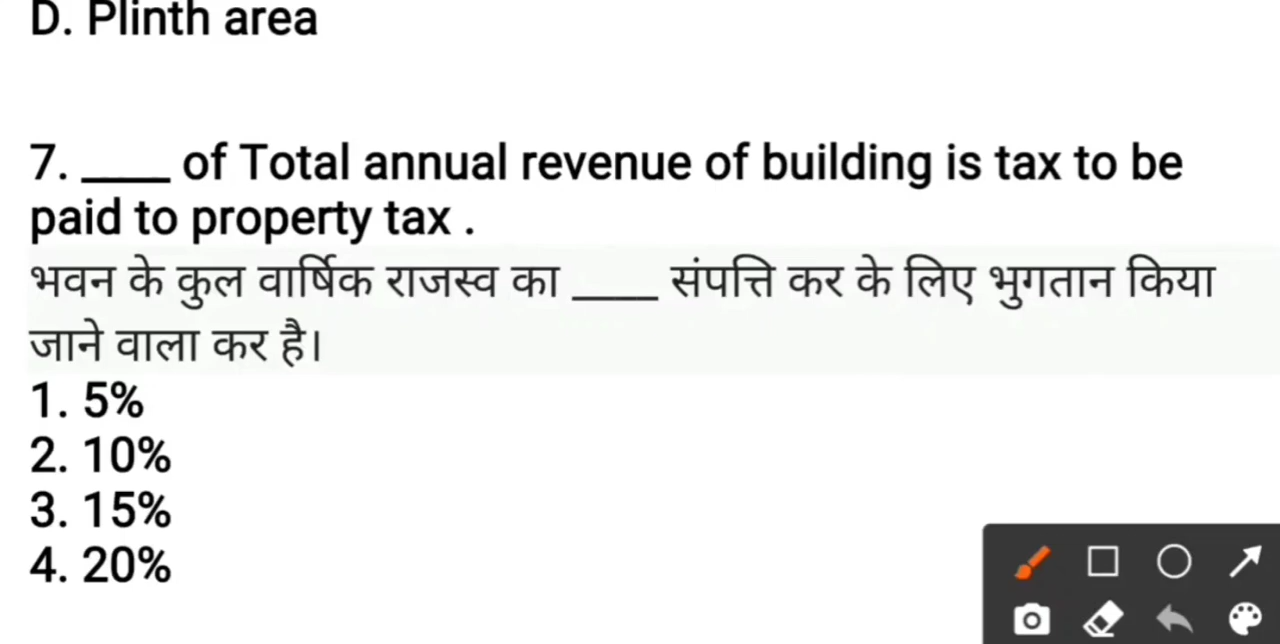 D. Plinth area
7. ____ of Total annual revenue of building is tax to be
paid to property tax .
भवन के कुल वार्षिक राजस्व का ____ संपत्ति कर के लिए भुगतान किया
जाने वाला कर है।
1. 5%
2. 10%
3. 15%
4. 20%